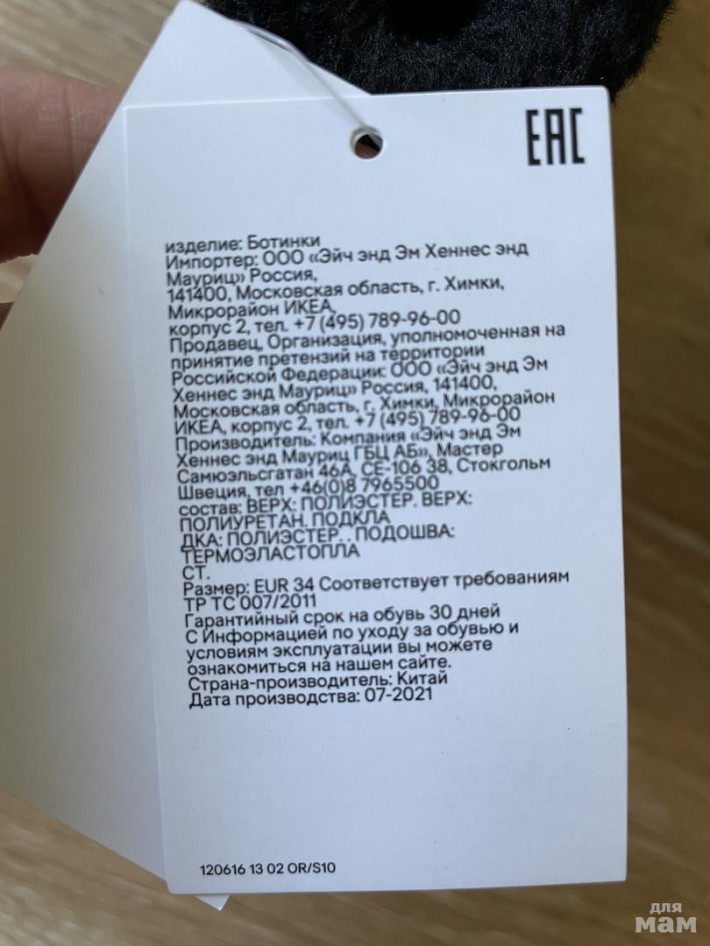 EAC
изделие: Ботинки
Импортер: ООО «Эйч энд Эм Хеннес энд
Мауриц» Россия,
141400, Московская область, г. Химки,
Микрорайон ИКЕА,
корпус 2, тел. +7 (495) 789-96-00
Продавец, Организация, уполномоченная на
принятие претензий на территории
Российской Федерации: ООО «Эйч энд Эм
Хеннес энд Мауриц» Россия, 141400,
Московская область, г. Химки, Микрорайон
ИКЕА, корпус 2, тел. +7 (495) 789-96-00
Производитель: Компания «Эйч энд Эм
Хеннес энд Мауриц ГБЦ АБ», Мастер
Самюэльсгатан 46А, СЕ-106 38, Стокгольм
Швеция, тел +46(0)8 7965500
состав: ВЕРХ: ПОЛИЭСТЕР. ВЕРХ:
ПОЛИУРЕТАН. ПОДКЛА
ДКА: ПОЛИЭСТЕР. . ПОДОШВА:
ТЕРМОЭЛАСТОПЛА
СТ.
Размер: EUR 34 Соответствует требованиям
ТР ТС 007/2011
Гарантийный срок на обувь 30 дней
С Информацией по уходу за обувью и
условиям эксплуатации вы можете
ознакомиться на нашем сайте.
Страна-производитель: Китай
Дата производства: 07-2021
120616 13 02 OR/S10
для
мам